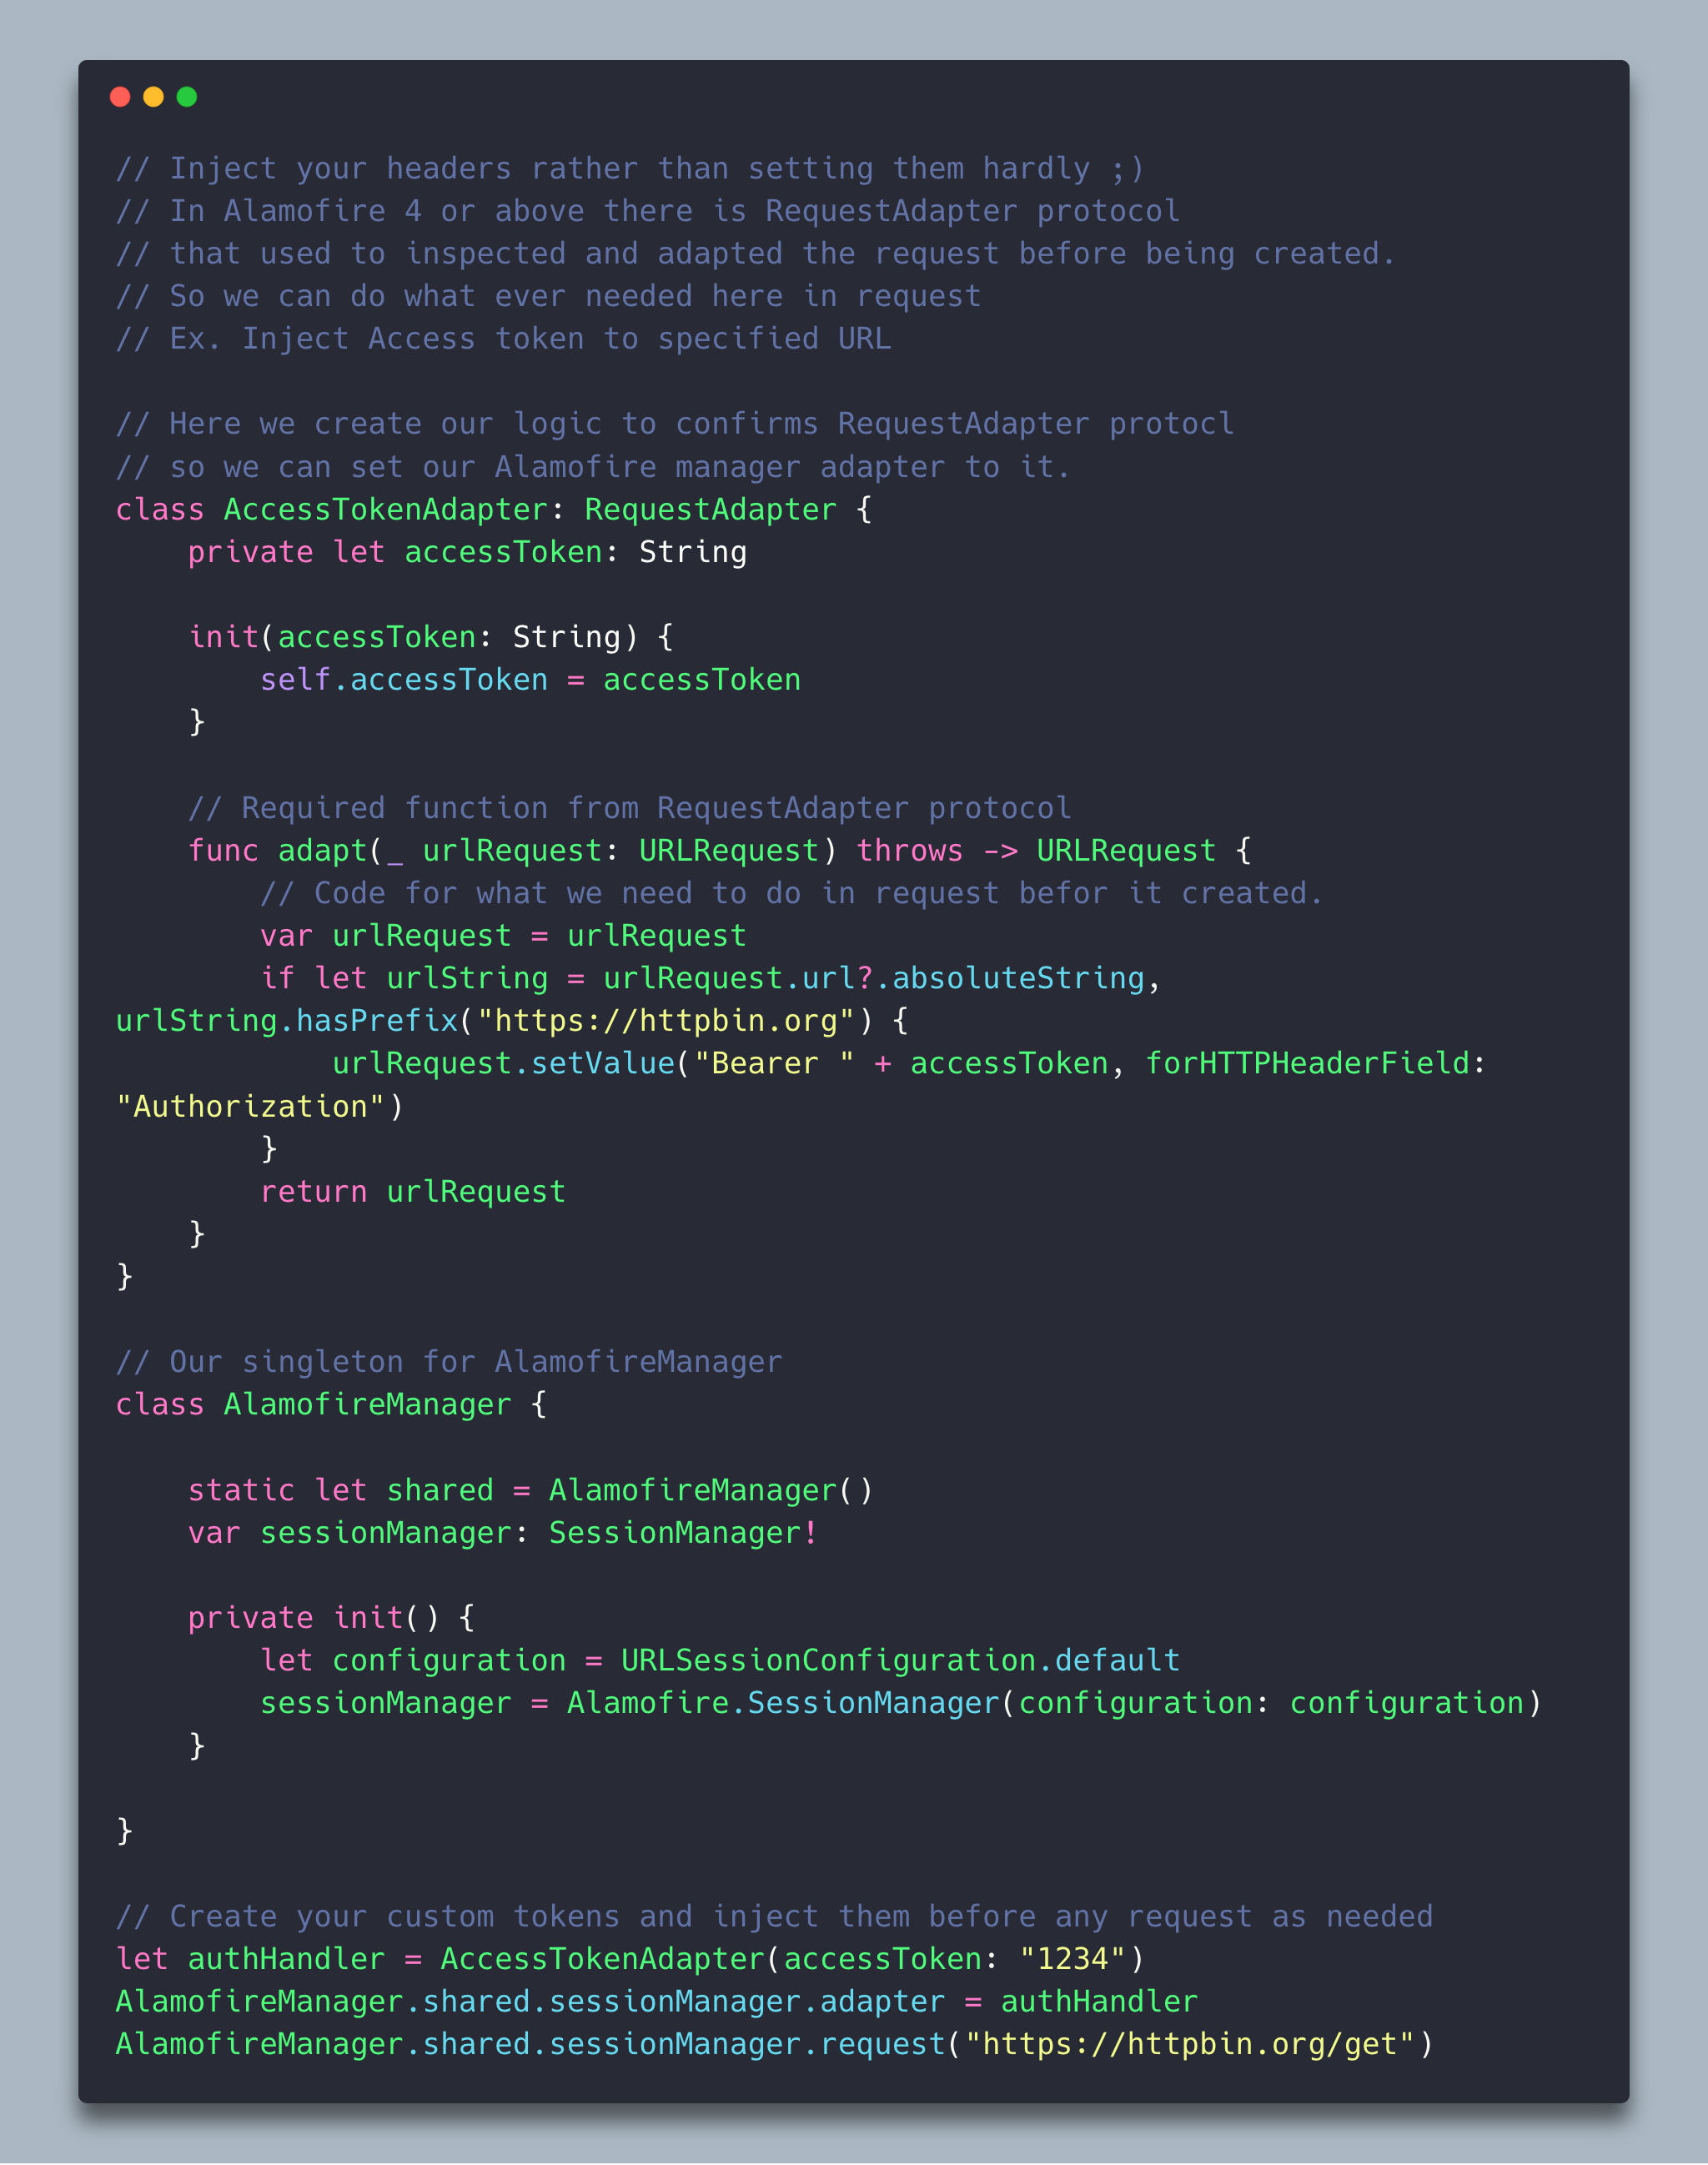 // Inject your headers rather than setting them hardly ;)
// In Alamofire 4 or above there is RequestAdapter protocol
// that used to inspected and adapted the request before being created.
// So we can do what ever needed here in request
// Ex. Inject Access token to specified URL

// Here we create our logic to confirms RequestAdapter protocl
// so we can set our Alamofire manager adapter to it.
class AccessTokenAdapter: RequestAdapter {
    private let accessToken: String

    init(accessToken: String) {
        self.accessToken = accessToken
    }

    // Required function from RequestAdapter protocol
    func adapt(_ urlRequest: URLRequest) throws -> URLRequest {
        // Code for what we need to do in request befor it created.
        var urlRequest = urlRequest
        if let urlString = urlRequest.url?.absoluteString,
urlString.hasPrefix("https://httpbin.org") {
            urlRequest.setValue("Bearer " + accessToken, forHTTPHeaderField:
"Authorization")
        }
        return urlRequest
    }
}

// Our singleton for AlamofireManager
class AlamofireManager {

    static let shared = AlamofireManager()
    var sessionManager: SessionManager!

    private init() {
        let configuration = URLSessionConfiguration.default
        sessionManager = Alamofire.SessionManager(configuration: configuration)
    }

}

// Create your custom tokens and inject them before any request as needed
let authHandler = AccessTokenAdapter(accessToken: "1234")
AlamofireManager.shared.sessionManager.adapter = authHandler
AlamofireManager.shared.sessionManager.request("https://httpbin.org/get")